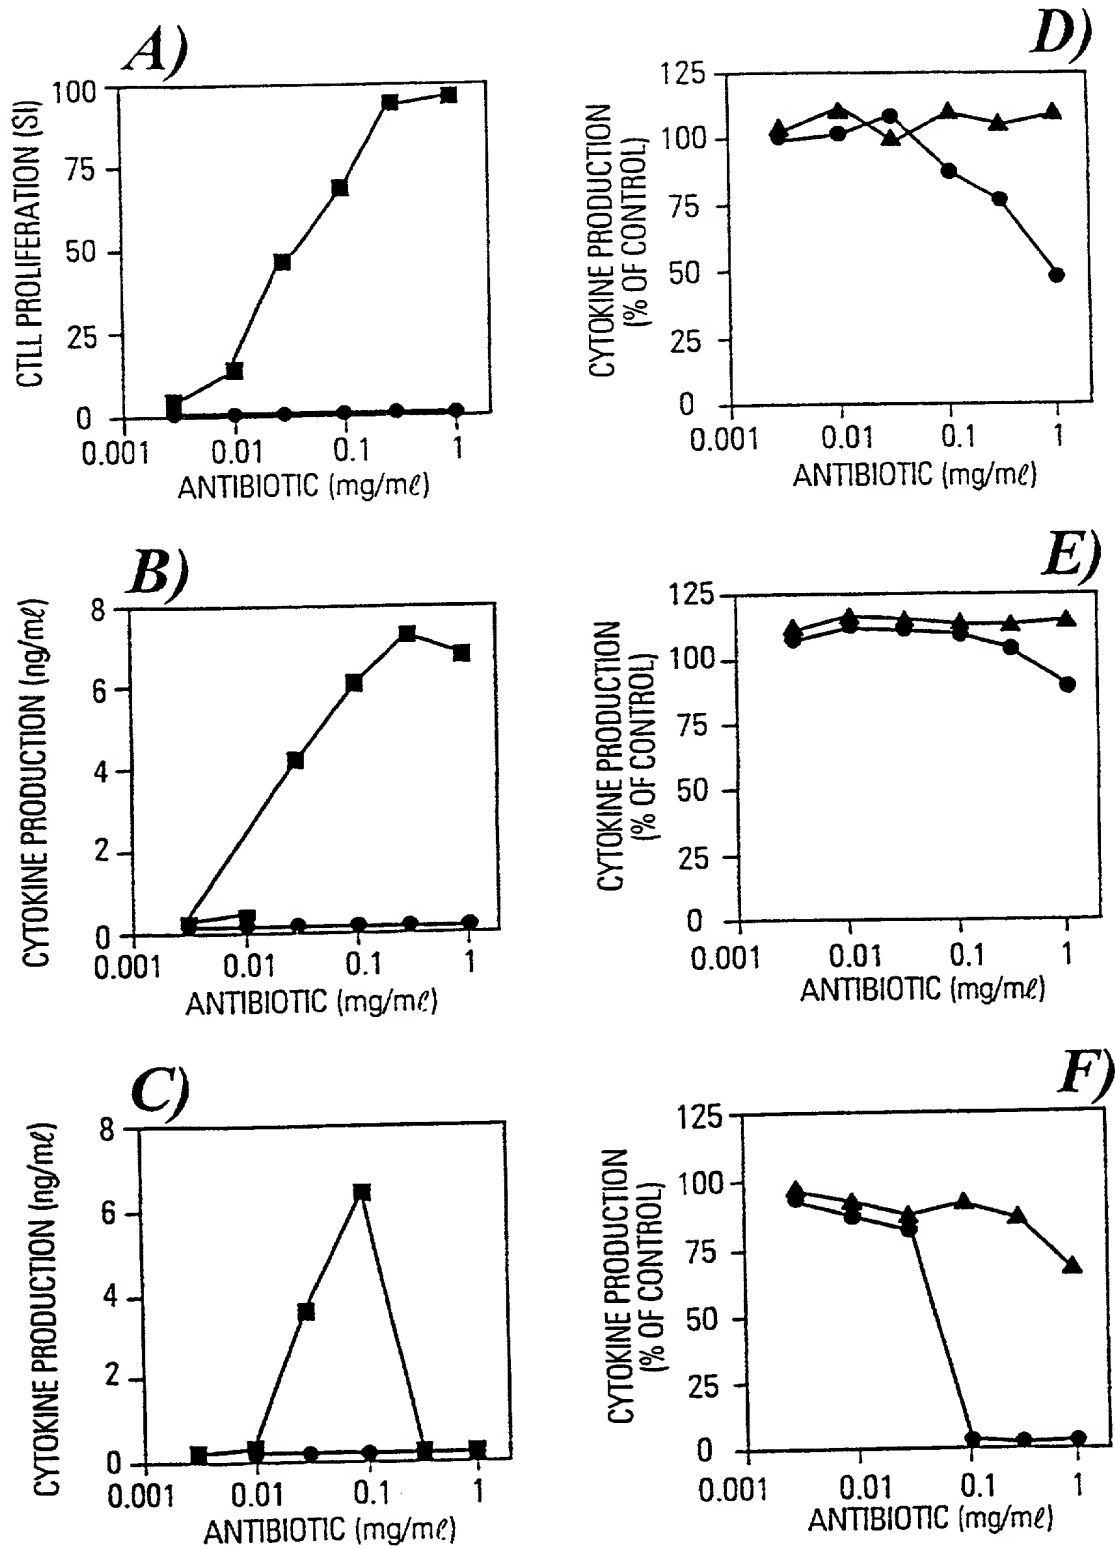 A)
CTLL PROLIFERATION (SI)
100
75
50
25
0
0.001 0.01 0.1 1
ANTIBIOTIC (mg/mℓ)
D)
CYTOKINE PRODUCTION
(% OF CONTROL)
125
100
75
50
25
0
0.001 0.01 0.1 1
ANTIBIOTIC (mg/mℓ)
B)
CYTOKINE PRODUCTION (ng/mℓ)
8
6
4
2
0
0.001 0.01 0.1 1
ANTIBIOTIC (mg/mℓ)
E)
CYTOKINE PRODUCTION
(% OF CONTROL)
125
100
75
50
25
0
0.001 0.01 0.1 1
ANTIBIOTIC (mg/mℓ)
C)
CYTOKINE PRODUCTION (ng/mℓ)
8
6
4
2
0
0.001 0.01 0.1 1
ANTIBIOTIC (mg/mℓ)
F)
CYTOKINE PRODUCTION
(% OF CONTROL)
125
100
75
50
25
0
0.001 0.01 0.1 1
ANTIBIOTIC (mg/mℓ)